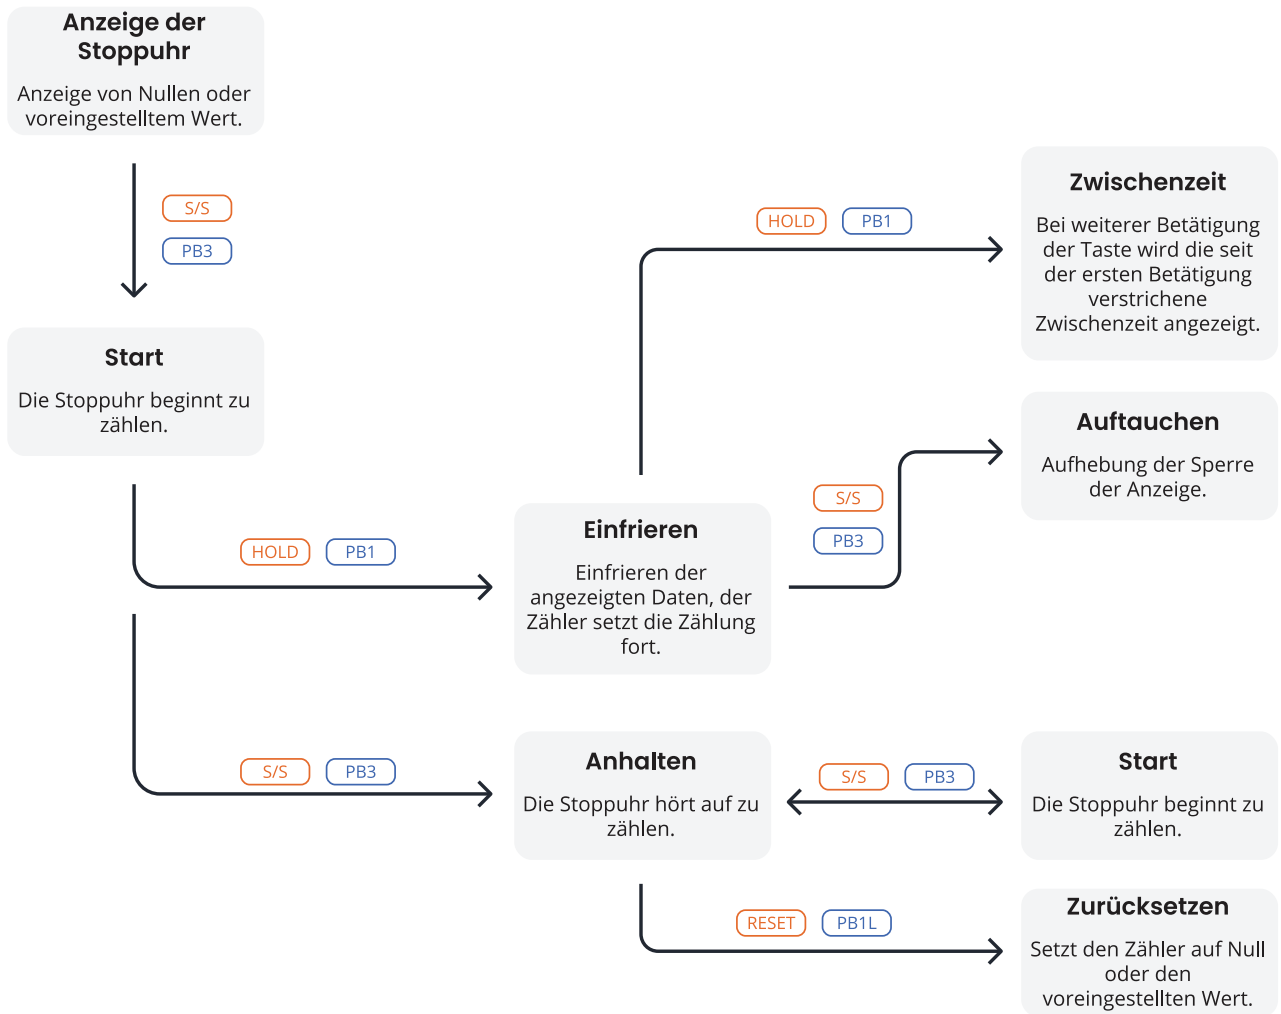 Anzeige der
Stoppuhr
Anzeige von Nullen oder
voreingestelltem Wert.
S/S
PB3
Start
Die Stoppuhr beginnt zu
zählen.
HOLD PB1
Zwischenzeit
Bei weiterer Betätigung
der Taste wird die seit
der ersten Betätigung
verstrichene
Zwischenzeit angezeigt.
Auftauchen
Aufhebung der Sperre
der Anzeige.
S/S
PB3
HOLD PB1
Einfrieren
Einfrieren der
angezeigten Daten, der
Zähler setzt die Zählung
fort.
S/S PB3
Anhalten
Die Stoppuhr hört auf zu
zählen.
S/S PB3
Start
Die Stoppuhr beginnt zu
zählen.
RESET PB1L
Zurücksetzen
Setzt den Zähler auf Null
oder den
voreingestellten Wert.